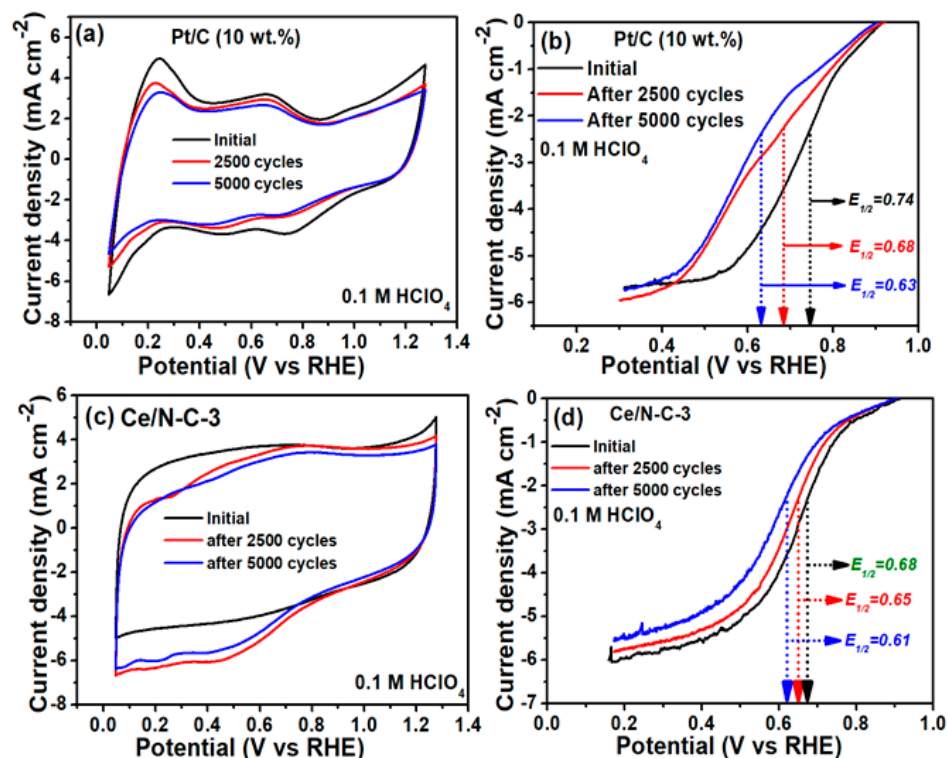 (a)
Pt/C (10 wt.%)
Initial
2500 cycles
5000 cycles
0.1 M HClO4
Current density (mA cm-2)
6
4
2
0
-2
-4
-6
-8
0.0 0.2 0.4 0.6 0.8 1.0 1.2 1.4
Potential (V vs RHE)
(b)
Pt/C (10 wt.%)
Initial
After 2500 cycles
After 5000 cycles
0.1 M HClO4
E1/2=0.74
E1/2=0.68
E1/2=0.63
Current density (mA cm-2)
0
-1
-2
-3
-4
-5
-6
0.2 0.4 0.6 0.8 1.0
Potential (V vs RHE)
(c) Ce/N-C-3
Initial
after 2500 cycles
after 5000 cycles
0.1 M HClO4
Current density (mA cm-2)
6
4
2
0
-2
-4
-6
-8
0.0 0.2 0.4 0.6 0.8 1.0 1.2
Potential (V vs RHE)
(d)
Ce/N-C-3
Initial
after 2500 cycles
after 5000 cycles
0.1 M HClO4
E1/2=0.68
E1/2=0.65
E1/2=0.61
Current density (mA cm-2)
0
-1
-2
-3
-4
-5
-6
-7
0.0 0.2 0.4 0.6 0.8 1.0
Potential (V vs RHE)